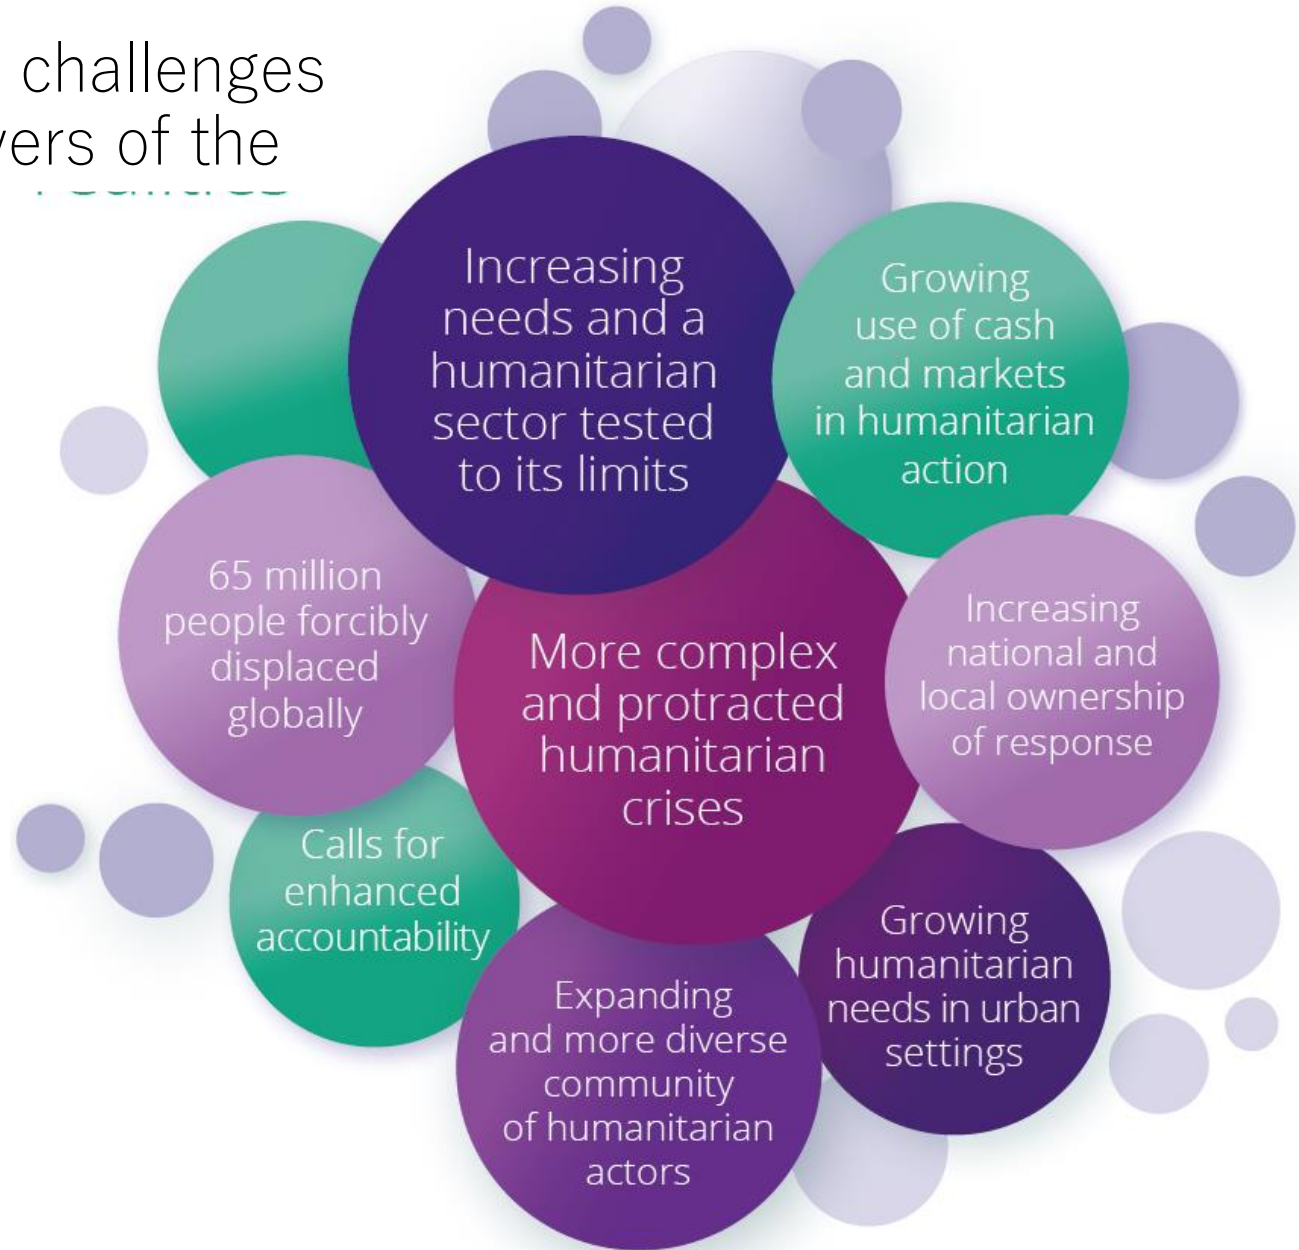 challenges
vers of the
Increasing
needs and a
humanitarian
sector tested
to its limits
Growing
use of cash
and markets
in humanitarian
action
65 million
people forcibly
displaced
globally
More complex
and protracted
humanitarian
crises
Increasing
national and
local ownership
of response
Calls for
enhanced
accountability
Growing
humanitarian
needs in urban
settings
Expanding
and more diverse
community
of humanitarian
actors